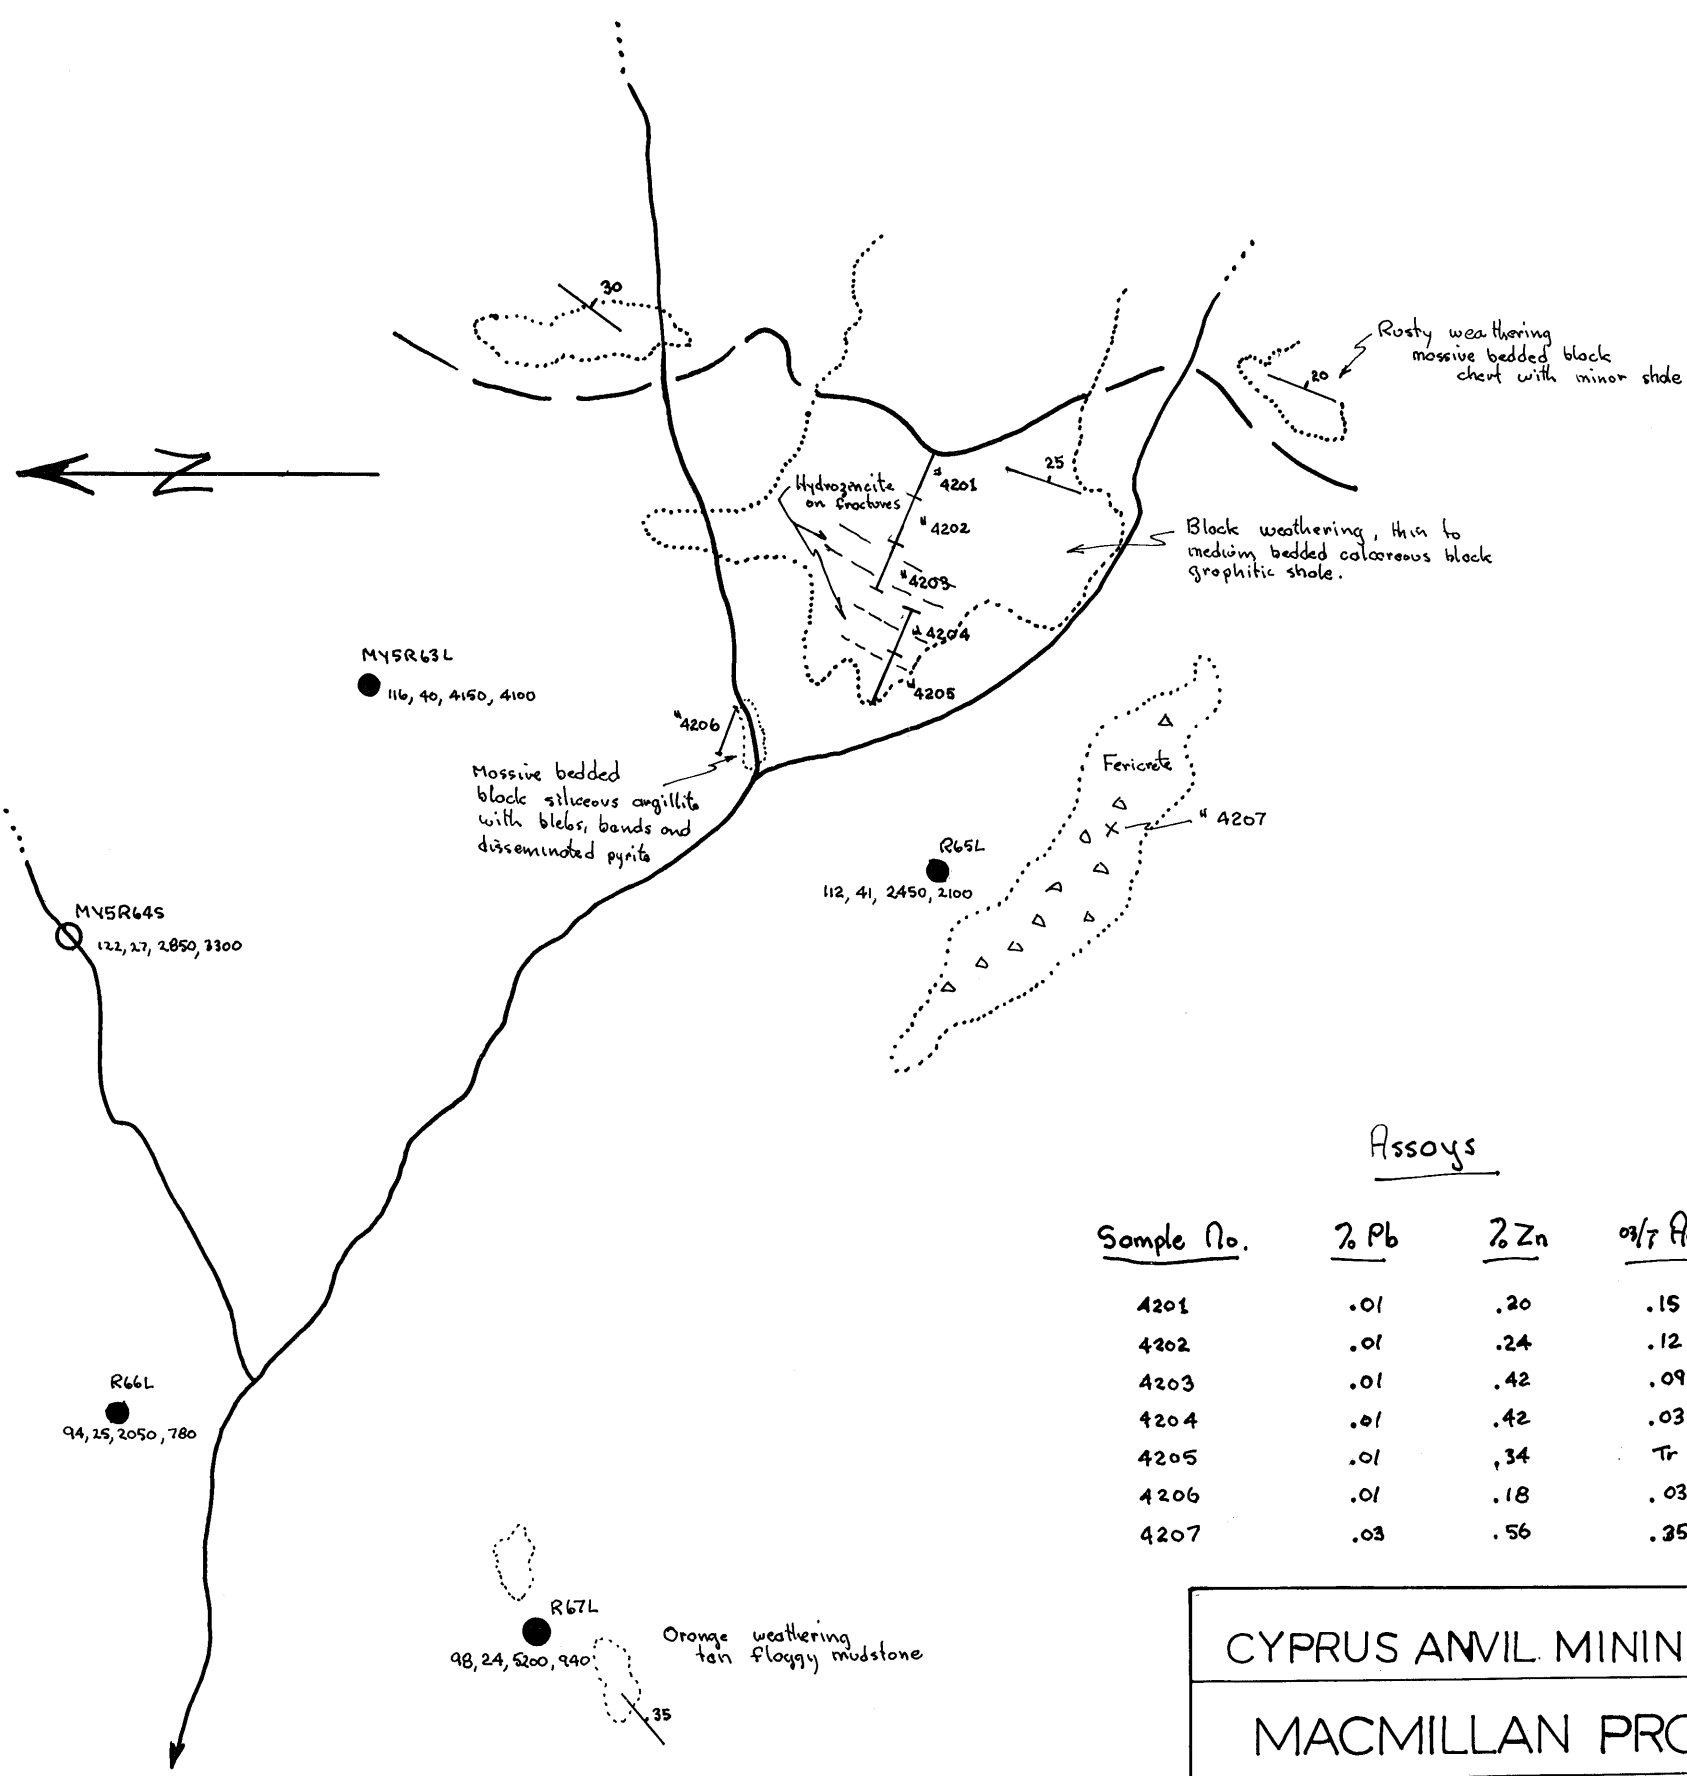 30
Rusty weathering
massive bedded black
chert with minor shale
20
N
Hydrozincite
on fractures
25
"4201
"4202
"4203
"4204
"4205
Black weathering, thin to
medium bedded calcareous black
graphitic shale.
MY5R63L
116, 40, 4150, 4100
"4206
Massive bedded
black siliceous argillite
with blebs, bands and
disseminated pyrite
Fericrete
" 4207
R65L
112, 41, 2450, 2100
MY5R64S
122, 27, 2850, 3300
Assays
Sample No. % Pb % Zn oz/T
4201 .01 .20 .15
4202 .01 .24 .12
4203 .01 .42 .09
4204 .01 .42 .03
4205 .01 .34 Tr
4206 .01 .18 .03
4207 .03 .56 .35
R66L
94, 25, 2050, 780
R67L
98, 24, 5200, 940
Orange weathering
tan flaggy mudstone
35
CYPRUS ANVIL MININ
MACMILLAN PRO